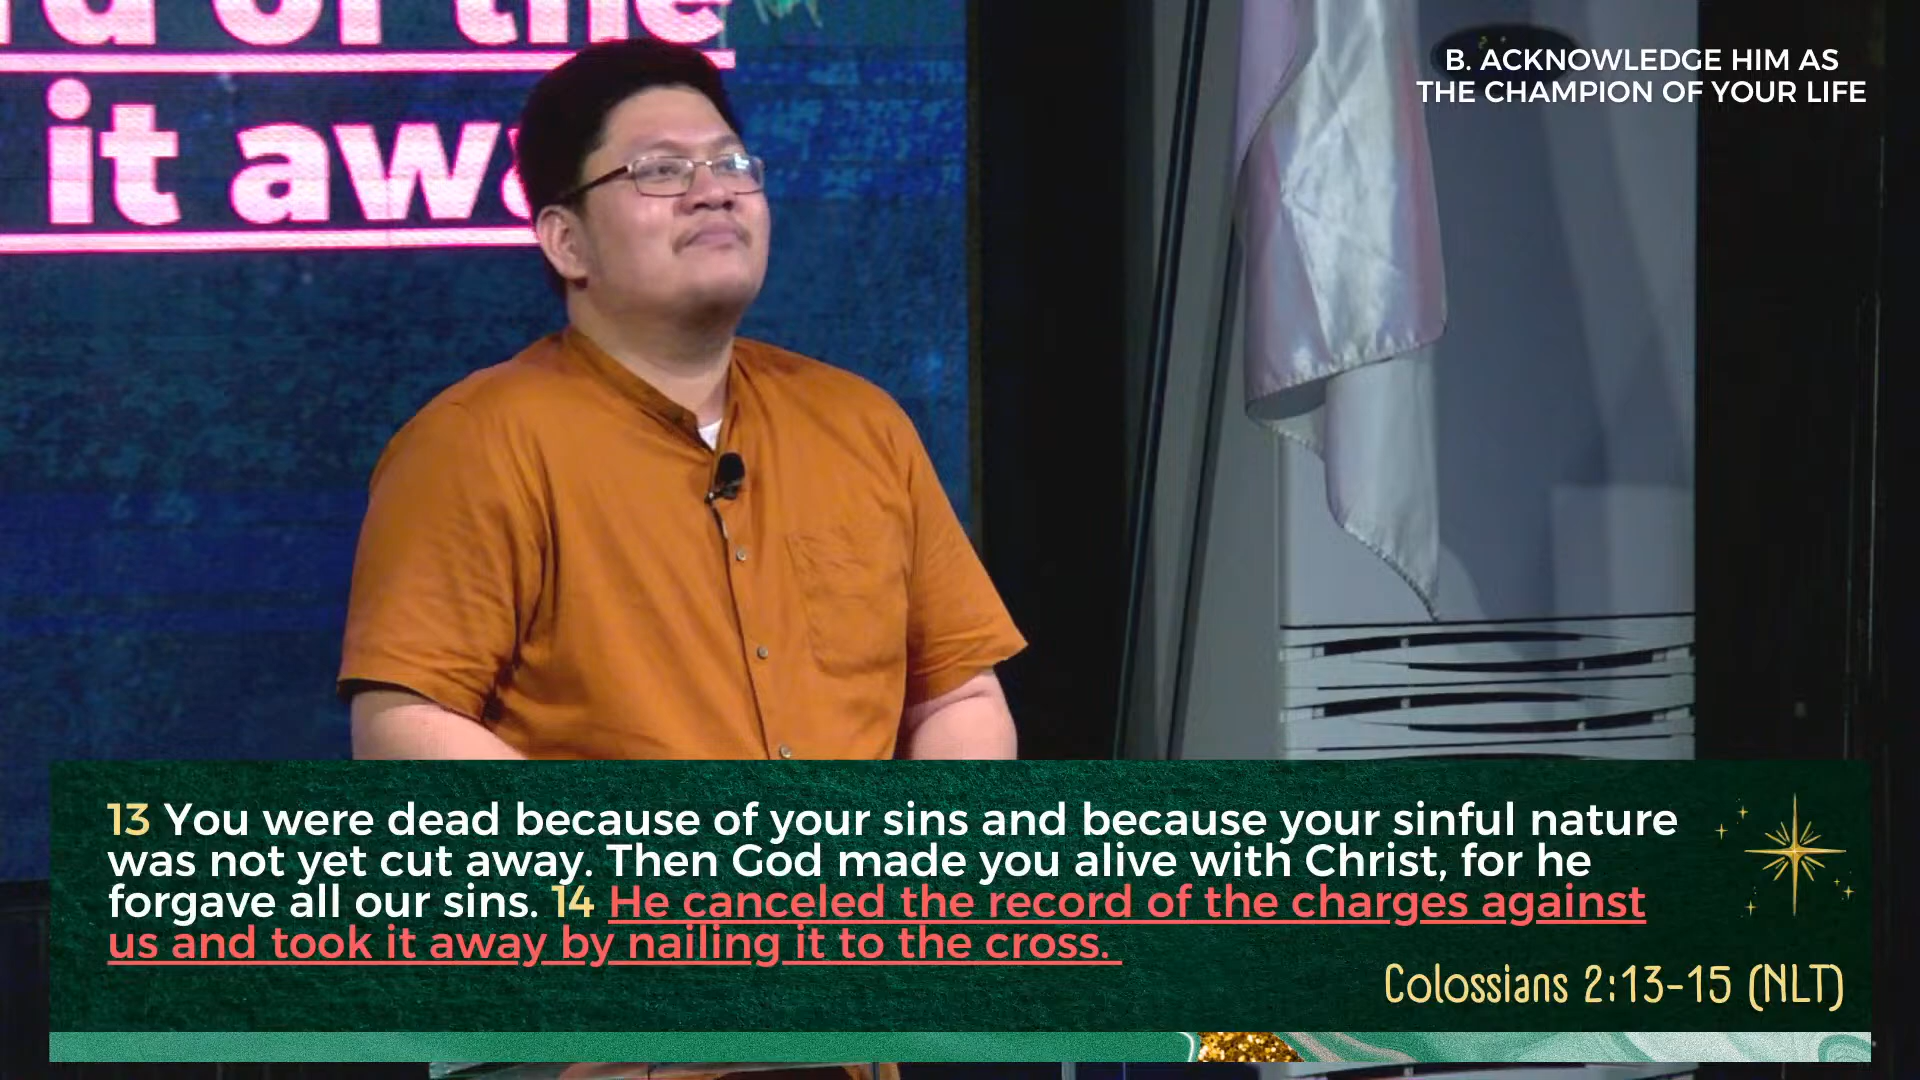 of the
it
B. ACKNOWLEDGE HIM AS
THE CHAMPION OF YOUR LIFE
13 You were dead because of your sins and because your sinful nature
was not yet cut away. Then God made you alive with Christ, for he
forgave all our sins. 14 He canceled the record of the charges against
us and took it away by nailing it to the cross.
Colossians 2:13-15 (NLT)